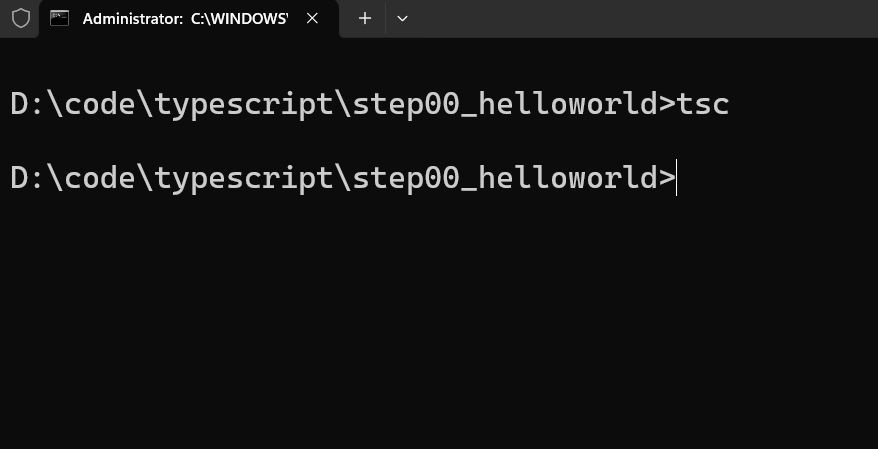 Administrator: C:\WINDOWS\
D:\code\typescript\step00_helloworld>tsc
D:\code\typescript\step00_helloworld>